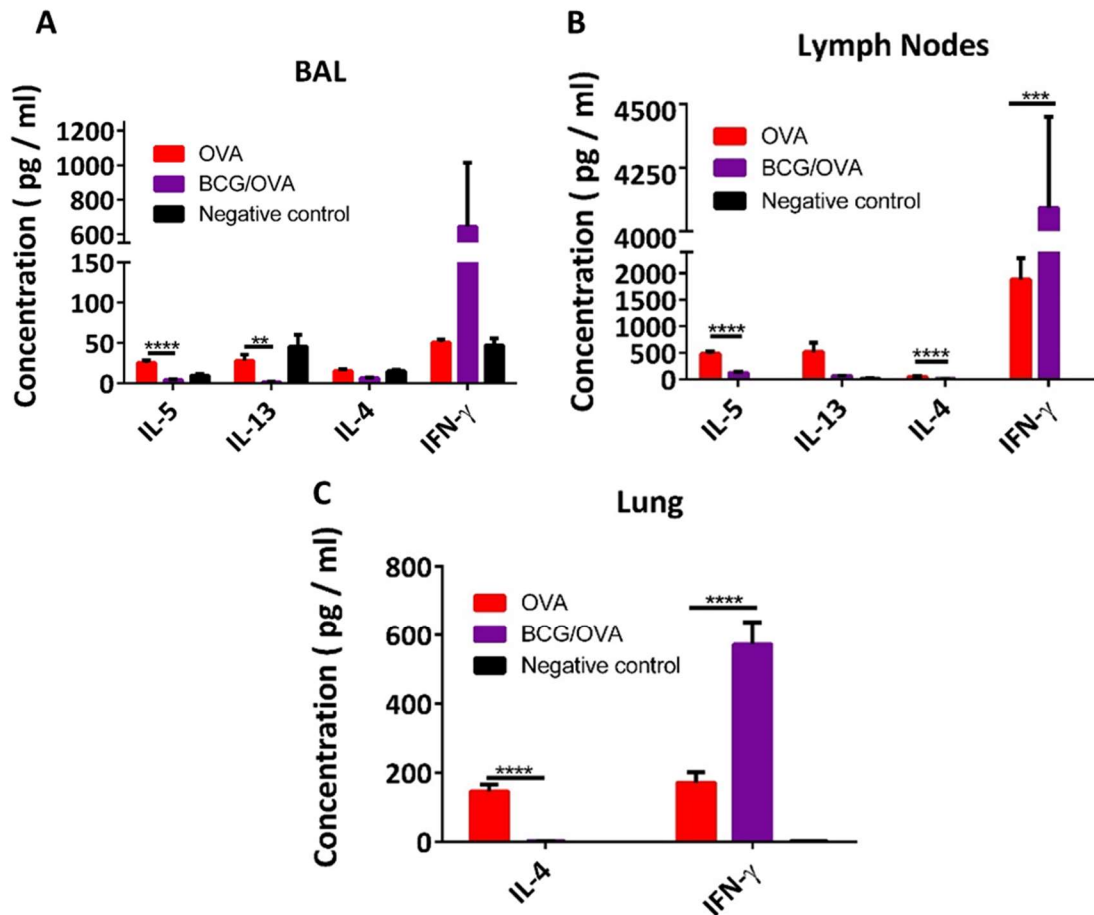 A
BAL
Concentration ( pg / ml)
1200
1000
800
600
150
100
50
0
OVA
BCG/OVA
Negative control
****
**
IL-5
IL-13
IL-4
IFN-γ
B
Lymph Nodes
Concentration ( pg / ml)
4500
4250
4000
2000
1500
1000
500
0
OVA
BCG/OVA
Negative control
****
****
***
IL-5
IL-13
IL-4
IFN-γ
C
Lung
Concentration ( pg / ml)
800
600
400
200
0
OVA
BCG/OVA
Negative control
****
****
IL-4
IFN-γ